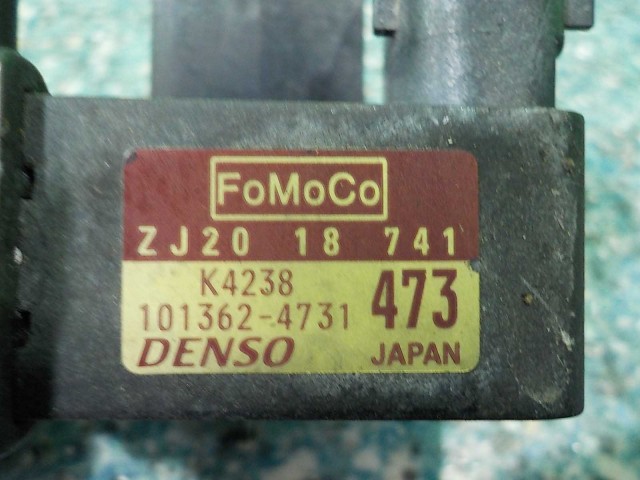 FoMoCo
ZJ20 18 741
K4238
101362-4731 473
DENSO JAPAN